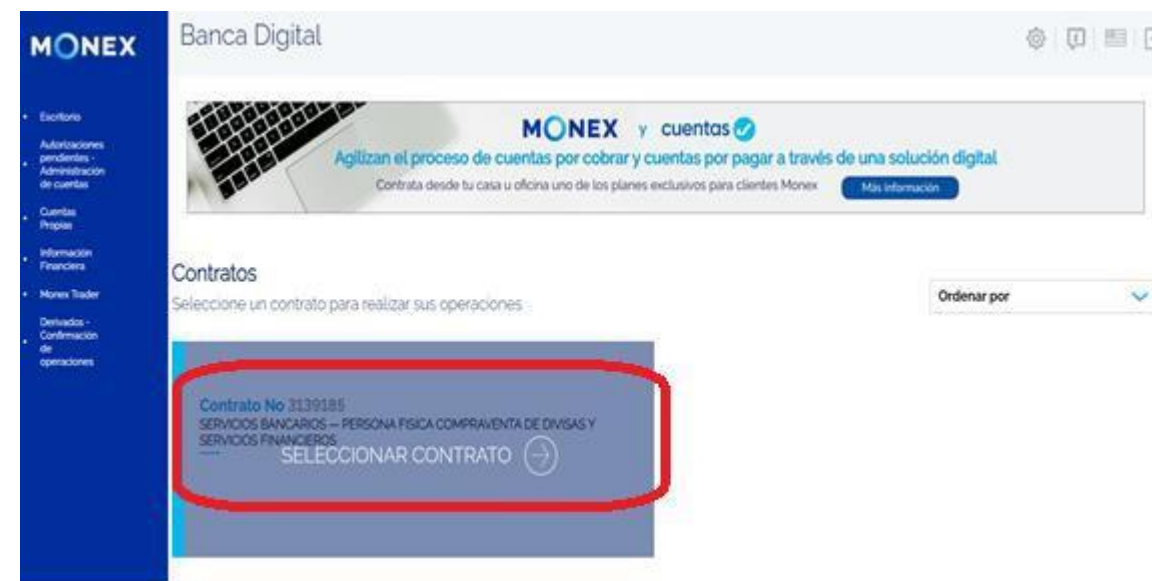 MONEX
Banca Digital
Escritorio
Autorizaciones
pendientes -
Administración
de cuentas
Cuentas
Propias
Información
Financiera
Monex Trader
Derivados -
Confirmación
de
operaciones
MONEX y cuentas
Agilizan el proceso de cuentas por cobrar y cuentas por pagar a través de una solución digital
Contrata desde tu casa u oficina uno de los planes exclusivos para clientes Monex
Más información
Contratos
Seleccione un contrato para realizar sus operaciones
Ordenar por
Contrato No 3139185
SERVICIOS BANCARIOS – PERSONA FISICA COMPRAVENTA DE DIVISAS Y
SERVICIOS FINANCIEROS
SELECCIONAR CONTRATO